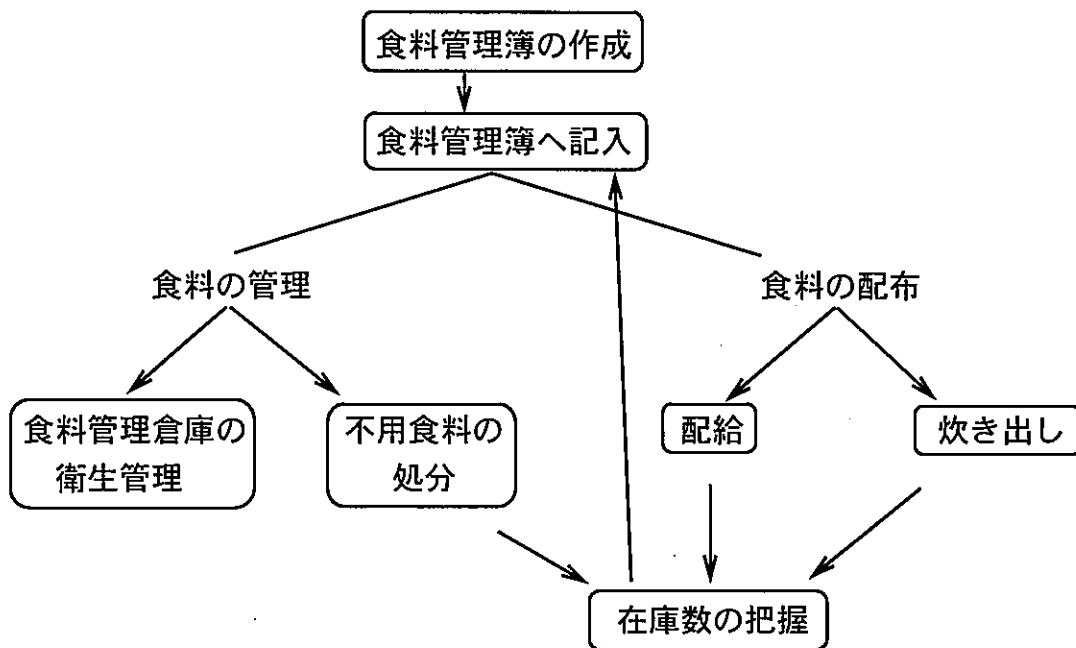 食料管理簿の作成
食料管理簿へ記入
食料の管理
食料の配布
食料管理倉庫の
衛生管理
不用食料の
処分
配給
炊き出し
在庫数の把握